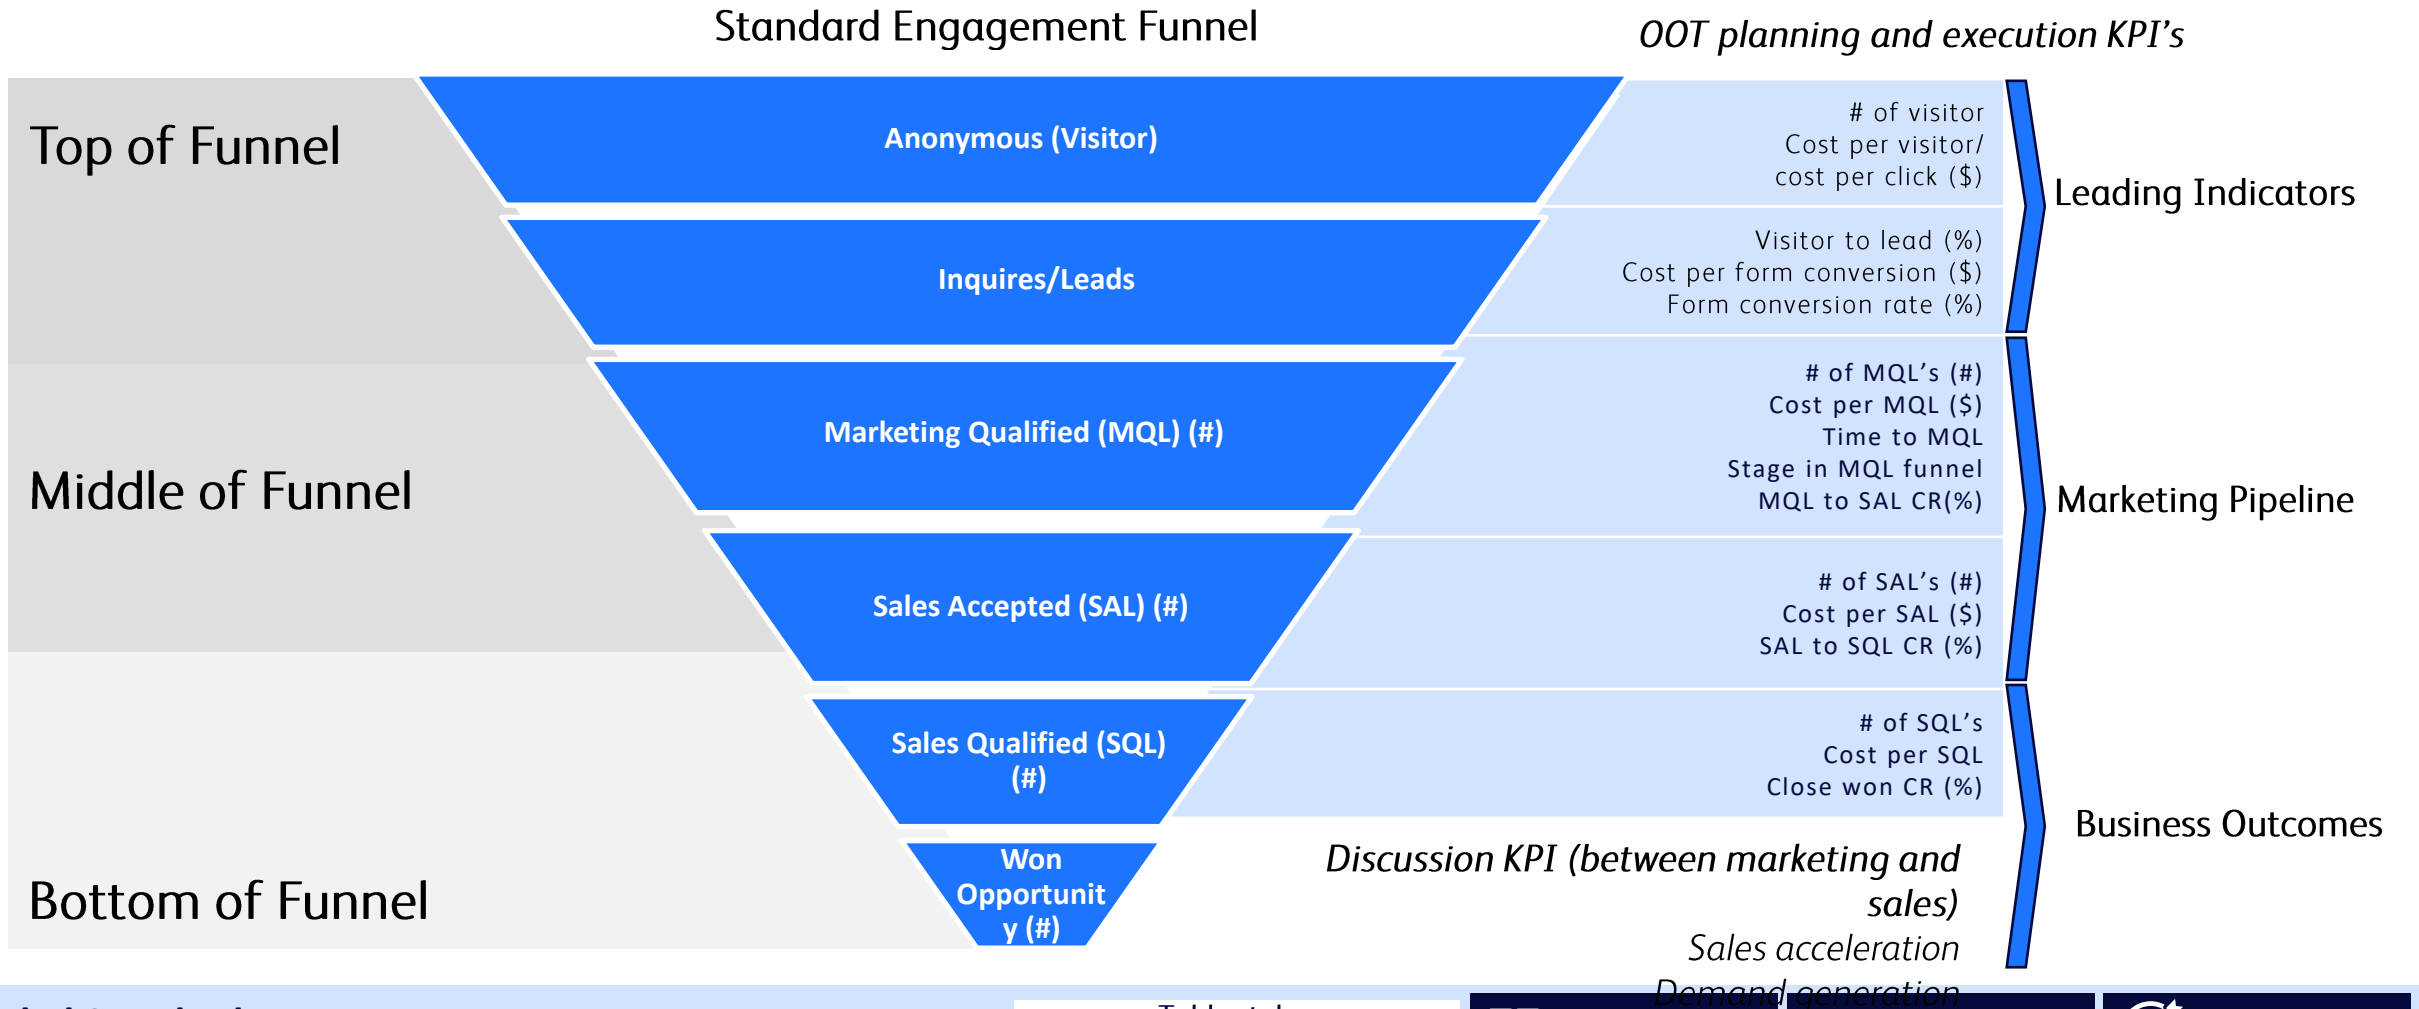 Standard Engagement Funnel
OOT planning and execution KPI's
Top of Funnel
Anonymous (Visitor)
# of visitor
Cost per visitor/
cost per click ($)
Leading Indicators
Inquires/Leads
Visitor to lead (%)
Cost per form conversion ($)
Form conversion rate (%)
Middle of Funnel
Marketing Qualified (MQL) (#)
# of MQL's (#)
Cost per MQL ($)
Time to MQL
Stage in MQL funnel
MQL to SAL CR(%)
Marketing Pipeline
Sales Accepted (SAL) (#)
# of SAL's (#)
Cost per SAL ($)
SAL to SQL CR (%)
Bottom of Funnel
Sales Qualified (SQL)
(#)
# of SQL's
Cost per SQL
Close won CR (%)
Business Outcomes
Won
Opportunit
y (#)
Discussion KPI (between marketing and
sales)
Sales acceleration
Demand generation